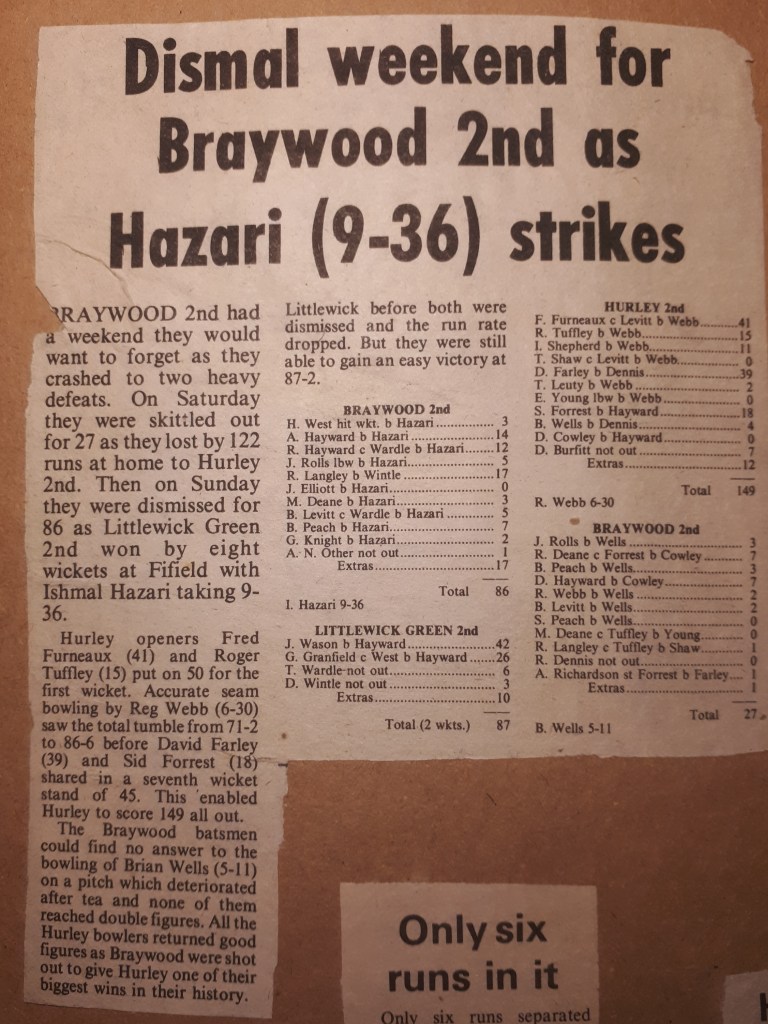 Dismal weekend for
Braywood 2nd as
Hazari (9-36) strikes
BRAYWOOD 2nd had
a weekend they would
want to forget as they
crashed to two heavy
defeats. On Saturday
they were skittled out
for 27 as they lost by 122
runs at home to Hurley
2nd. Then on Sunday
they were dismissed for
86 as Littlewick Green
2nd won by eight
wickets at Fifield with
Ishmal Hazari taking 9-
36.
Hurley openers Fred
Furneaux (41) and Roger
Tuffley (15) put on 50 for the
first wicket. Accurate seam
bowling by Reg Webb (6-30)
saw the total tumble from 71-2
to 86-6 before David Farley
(39) and Sid Forrest (18)
shared in a seventh wicket
stand of 45. This enabled
Hurley to score 149 all out.
The Braywood batsmen
could find no answer to the
bowling of Brian Wells (5-11)
on a pitch which deteriorated
after tea and none of them
reached double figures. All the
Hurley bowlers returned good
figures as Braywood were shot
out to give Hurley one of their
biggest wins in their history.
Littlewick before both were
dismissed and the run rate
dropped. But they were still
able to gain an easy victory at
87-2.
BRAYWOOD 2nd
H. West hit wkt. b Hazari 3
A. Hayward b Hazari 14
R. Hayward c Wardle b Hazari 12
J. Rolls lbw b Hazari 5
R. Langley b Wintle 17
J. Elliott b Hazari 0
M. Deane b Hazari 3
B. Levitt c Wardle b Hazari 5
B. Peach b Hazari 7
G. Knight b Hazari 2
A. N. Other not out 1
Extras 17
Total 86
I. Hazari 9-36
LITTLEWICK GREEN 2nd
J. Wason b Hayward 42
G. Granfield c West b Hayward 26
T. Wardle not out 6
D. Wintle not out 3
Extras 10
Total (2 wkts.) 87
HURLEY 2nd
F. Furneaux c Levitt b Webb 41
R. Tuffley b Webb 15
I. Shepherd b Webb 11
T. Shaw c Levitt b Webb 0
D. Farley b Dennis 39
T. Leuty b Webb 2
E. Young lbw b Webb 0
S. Forrest b Hayward 18
B. Wells b Dennis 4
D. Cowley b Hayward 0
D. Burfitt not out 7
Extras 12
Total 149
R. Webb 6-30
BRAYWOOD 2nd
J. Rolls b Wells 3
R. Deane c Forrest b Cowley 7
B. Peach b Wells 3
D. Hayward b Cowley 7
R. Webb b Wells 2
B. Levitt b Wells 2
S. Peach b Wells 0
M. Deane c Tuffley b Young 0
R. Langley c Tuffley b Shaw 1
R. Dennis not out 0
A. Richardson st Forrest b Farley 1
Extras 1
Total 27
B. Wells 5-11
Only six
runs in it
Only six runs separated
H